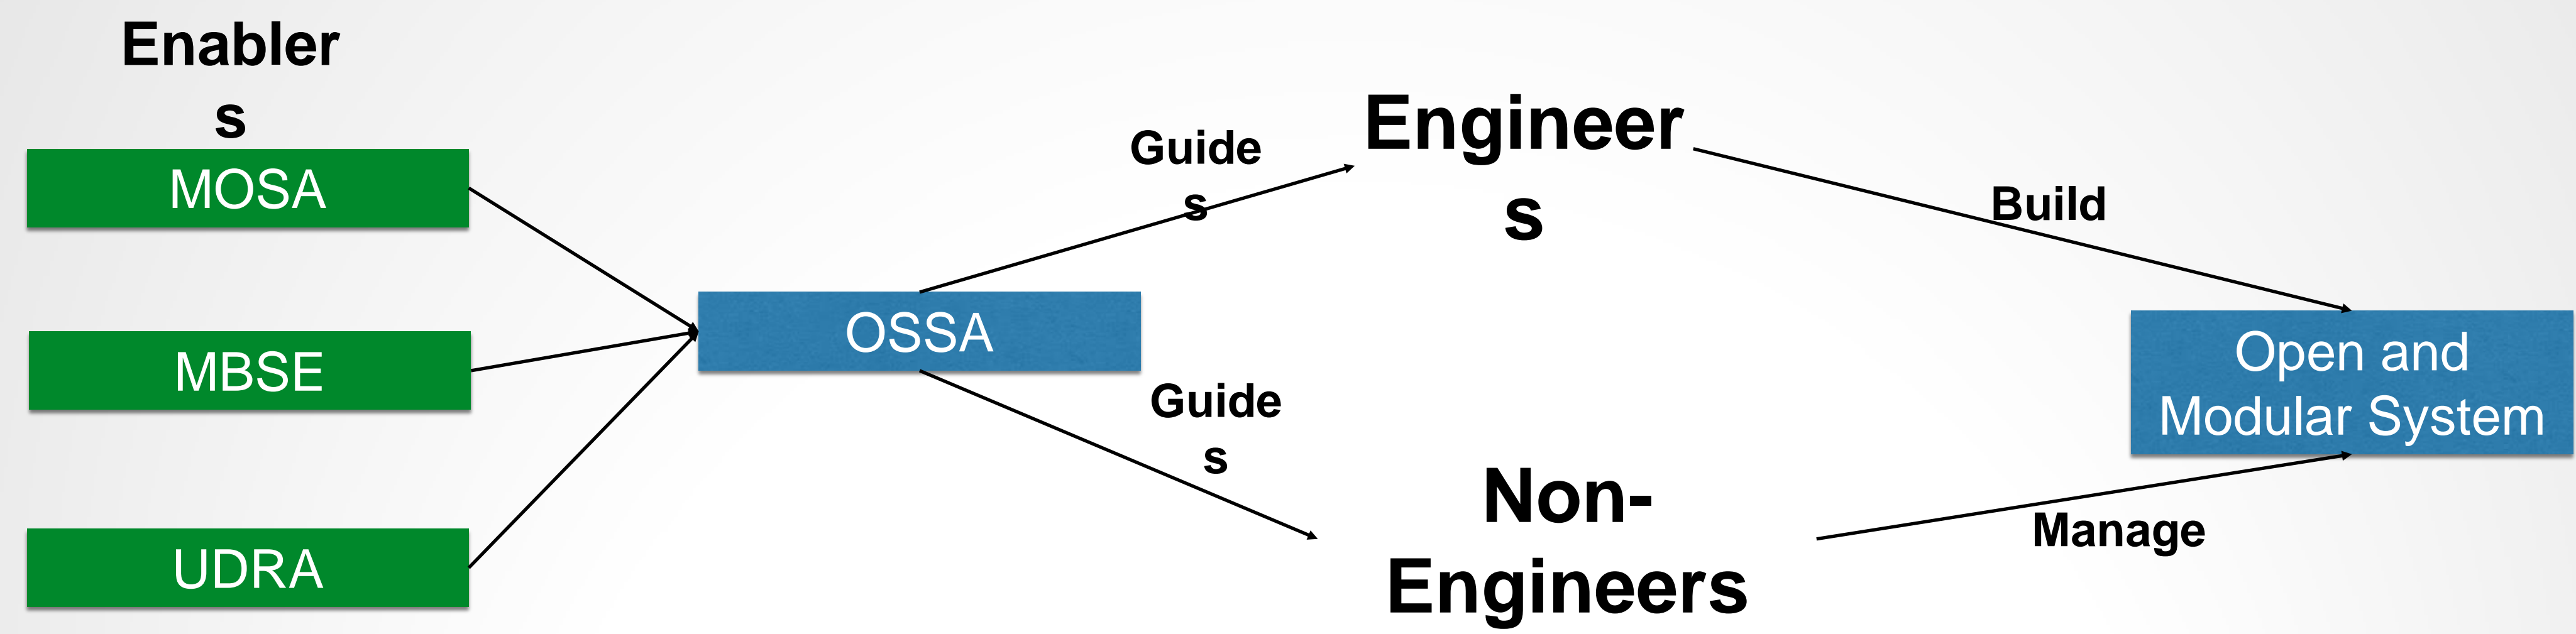 Enabler
s
MOSA
MBSE
UDRA
OSSA
Guide
s
Guide
s
Engineer
s
Non-
Engineers
Build
Manage
Open and
Modular System